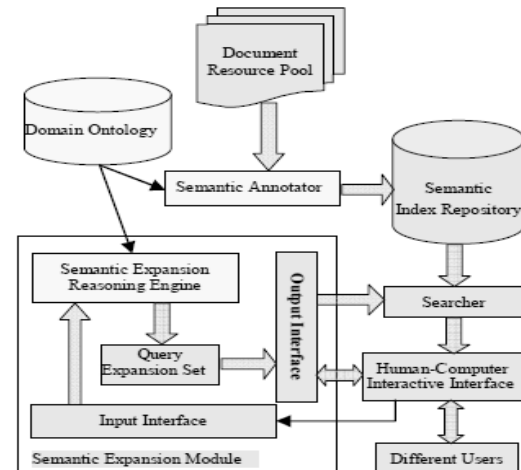 Document
Resource Pool
Domain Ontology
Semantic Annotator
Semantic
Index Repository
Semantic Expansion
Reasoning Engine
Output Interface
Searcher
Query
Expansion Set
Human-Computer
Interactive Interface
Input Interface
Semantic Expansion Module
Different Users